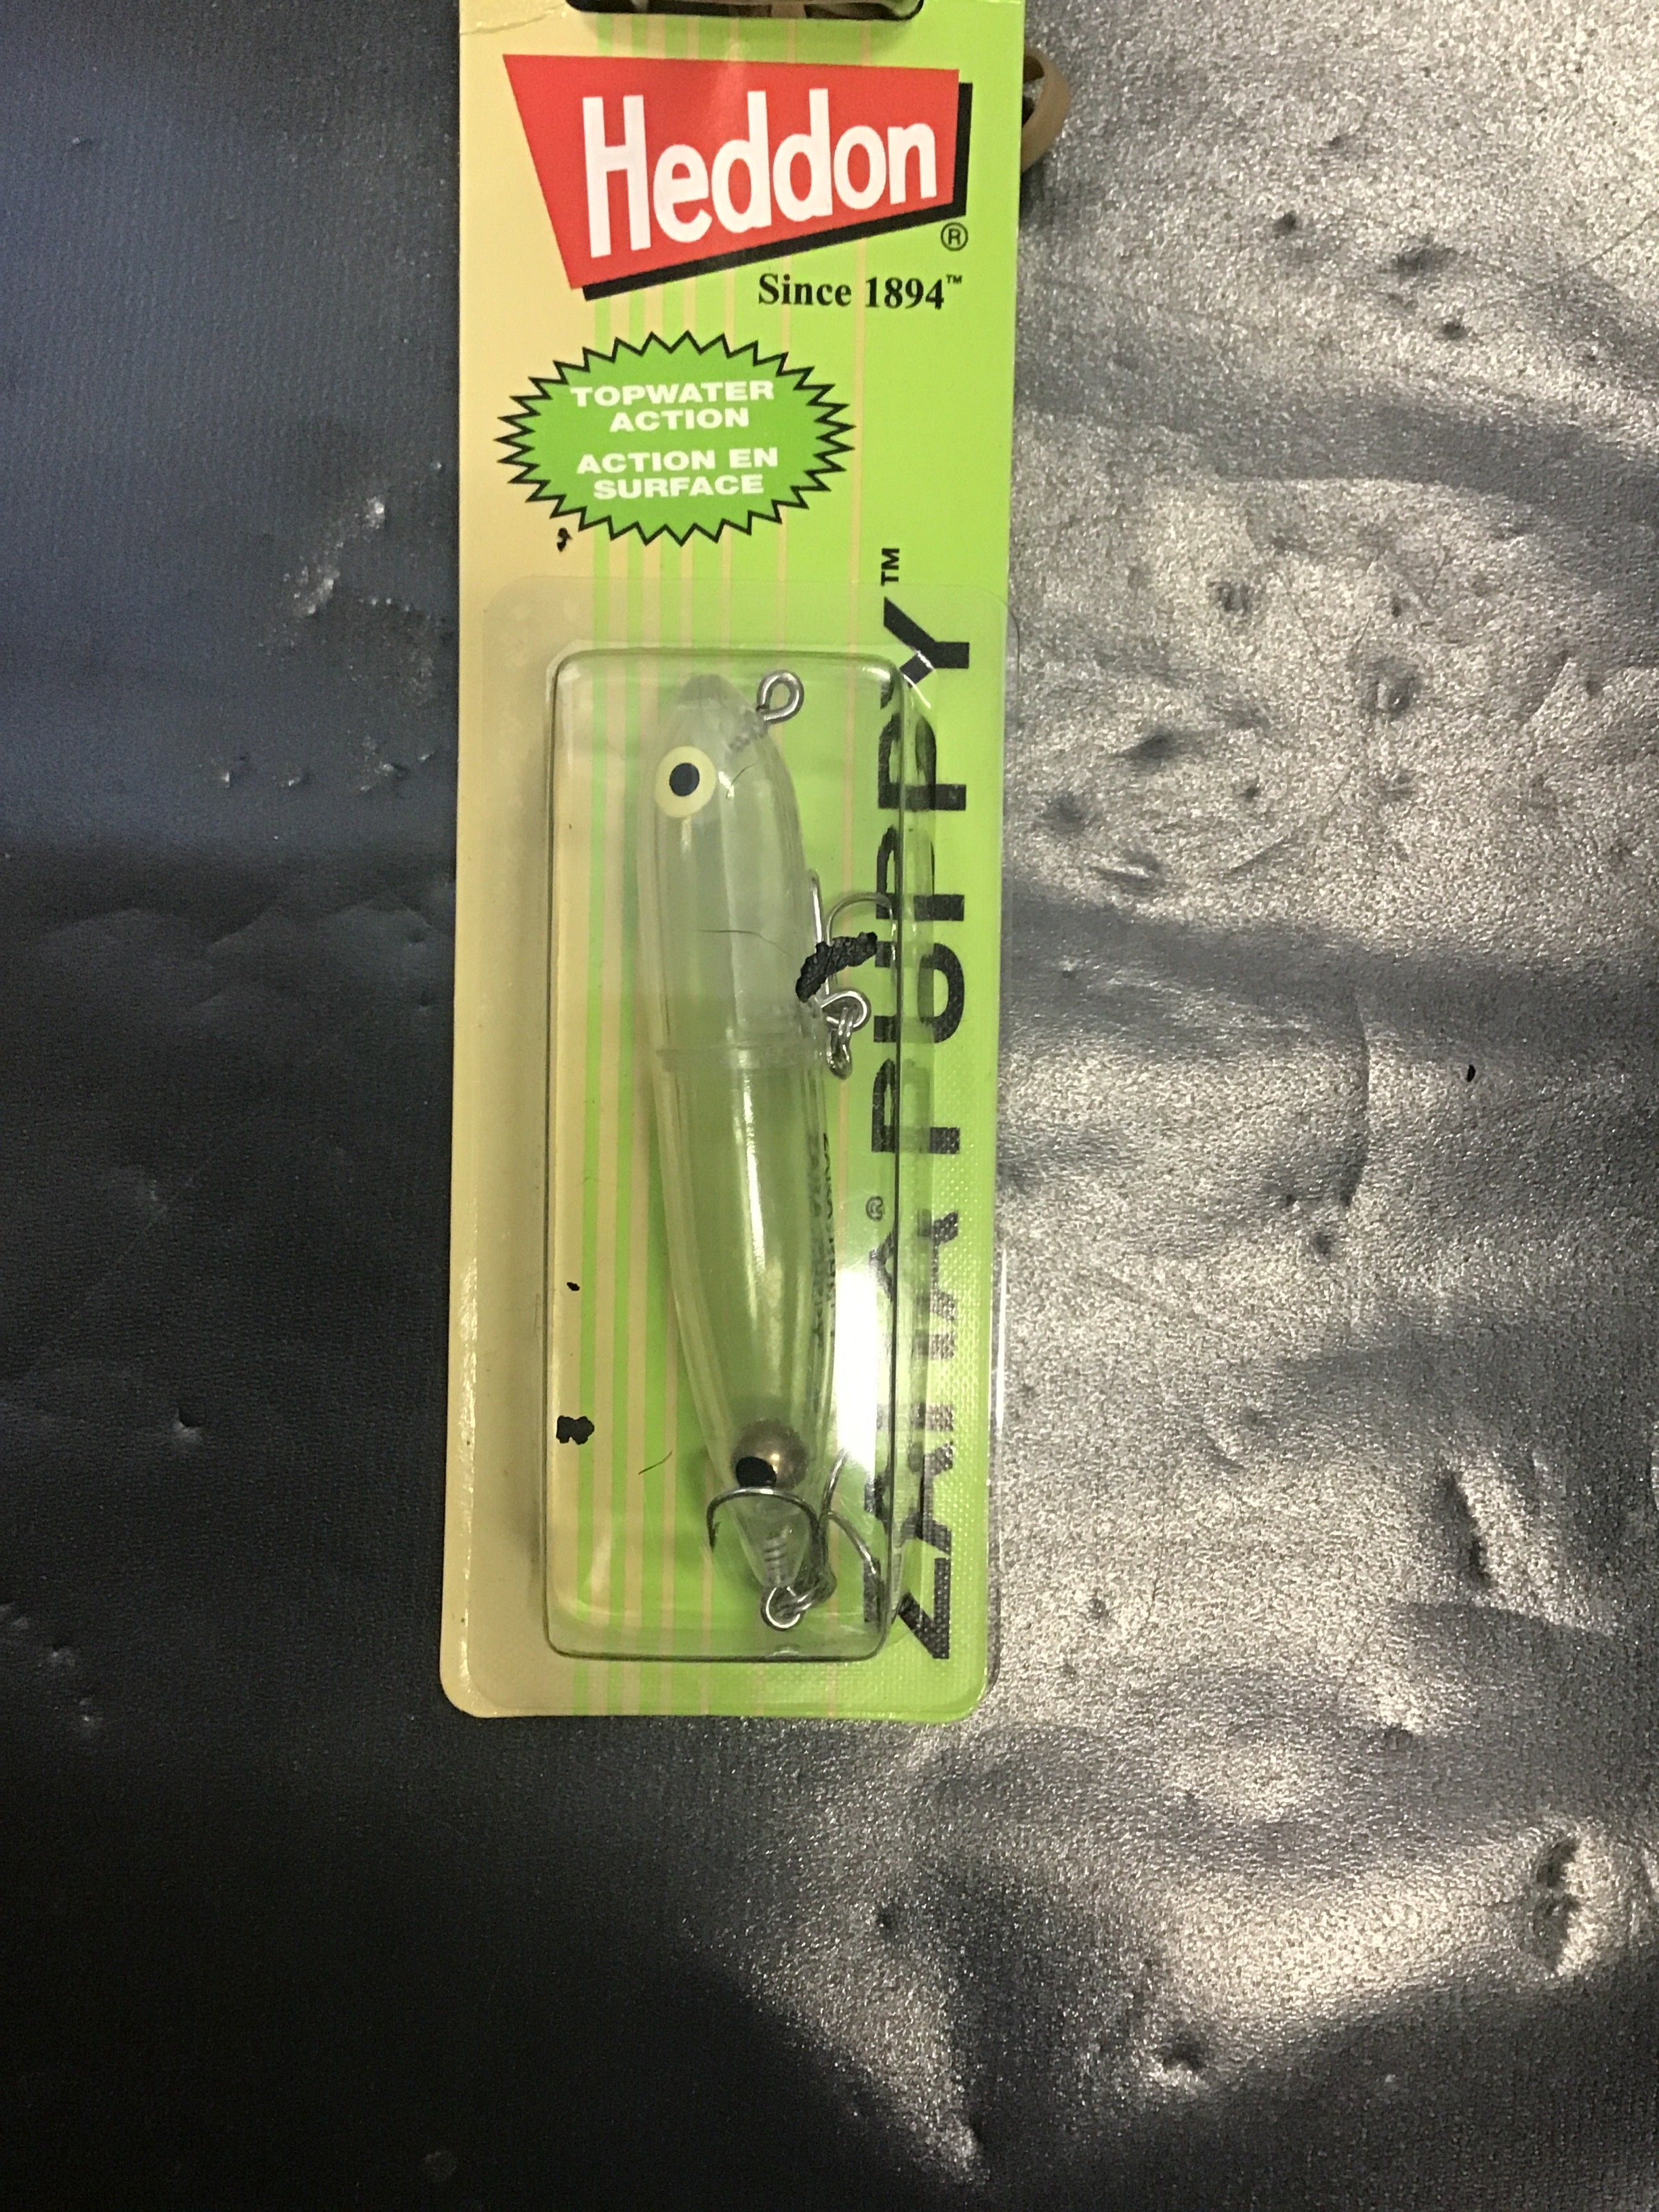 Heddon
®
Since 1894™
TOPWATER
ACTION
ACTION EN
SURFACE
ZARA® PUPPY™